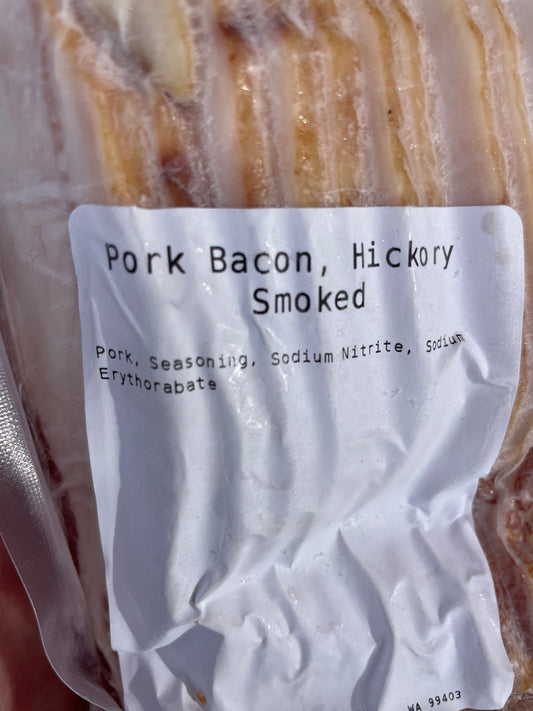 Pork Bacon, Hickory
Smoked
Pork, Seasoning, Sodium Nitrite, Sodium
Erythorabate
WA 99403